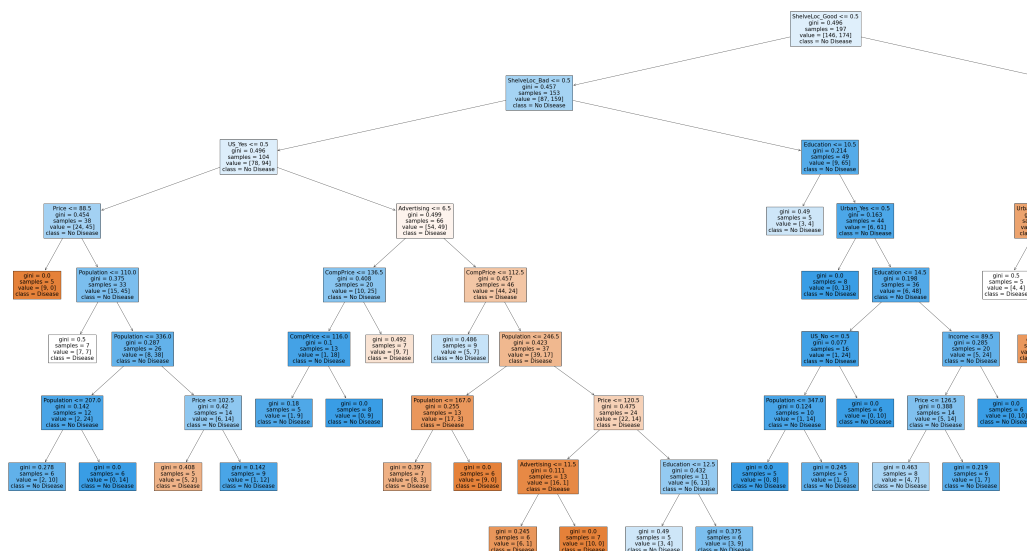 ShelveLoc_Good <= 0.5
gini = 0.496
samples = 197
value = [146, 174]
class = No Disease
ShelveLoc_Bad <= 0.5
gini = 0.457
samples = 153
value = [87, 159]
class = No Disease
US_Yes <= 0.5
gini = 0.496
samples = 104
value = [78, 94]
class = No Disease
Education <= 10.5
gini = 0.214
samples = 49
value = [9, 65]
class = No Disease
Price <= 88.5
gini = 0.454
samples = 38
value = [24, 45]
class = No Disease
Advertising <= 6.5
gini = 0.499
samples = 66
value = [54, 49]
class = Disease
gini = 0.49
samples = 5
value = [3, 4]
class = No Disease
Urban_Yes <= 0.5
gini = 0.163
samples = 44
value = [6, 61]
class = No Disease
gini = 0.0
samples = 5
value = [9, 0]
class = Disease
Population <= 110.0
gini = 0.375
samples = 33
value = [15, 45]
class = No Disease
CompPrice <= 136.5
gini = 0.408
samples = 20
value = [10, 25]
class = No Disease
CompPrice <= 112.5
gini = 0.457
samples = 46
value = [44, 24]
class = Disease
gini = 0.0
samples = 8
value = [0, 13]
class = No Disease
Education <= 14.5
gini = 0.198
samples = 36
value = [6, 48]
class = No Disease
gini = 0.5
samples = 5
value = [4, 4]
class = Disease
gini = 0.5
samples = 7
value = [7, 7]
class = Disease
Population <= 336.0
gini = 0.287
samples = 26
value = [8, 38]
class = No Disease
CompPrice <= 116.0
gini = 0.1
samples = 13
value = [1, 18]
class = No Disease
gini = 0.492
samples = 7
value = [9, 7]
class = Disease
gini = 0.486
samples = 9
value = [5, 7]
class = No Disease
Population <= 246.5
gini = 0.423
samples = 37
value = [39, 17]
class = Disease
US_No <= 0.5
gini = 0.077
samples = 16
value = [1, 24]
class = No Disease
Income <= 89.5
gini = 0.285
samples = 20
value = [5, 24]
class = No Disease
Population <= 207.0
gini = 0.142
samples = 12
value = [2, 24]
class = No Disease
Price <= 102.5
gini = 0.42
samples = 14
value = [6, 14]
class = No Disease
gini = 0.18
samples = 5
value = [1, 9]
class = No Disease
gini = 0.0
samples = 8
value = [0, 9]
class = No Disease
Population <= 167.0
gini = 0.255
samples = 13
value = [17, 3]
class = Disease
Price <= 120.5
gini = 0.475
samples = 24
value = [22, 14]
class = Disease
Population <= 347.0
gini = 0.124
samples = 10
value = [1, 14]
class = No Disease
gini = 0.0
samples = 6
value = [0, 10]
class = No Disease
Price <= 126.5
gini = 0.388
samples = 14
value = [5, 14]
class = No Disease
gini = 0.0
samples = 6
value = [0, 10]
class = No Disease
gini = 0.278
samples = 6
value = [2, 10]
class = No Disease
gini = 0.0
samples = 6
value = [0, 14]
class = No Disease
gini = 0.408
samples = 5
value = [5, 2]
class = Disease
gini = 0.142
samples = 9
value = [1, 12]
class = No Disease
gini = 0.397
samples = 7
value = [8, 3]
class = Disease
gini = 0.0
samples = 6
value = [9, 0]
class = Disease
Advertising <= 11.5
gini = 0.111
samples = 13
value = [16, 1]
class = Disease
Education <= 12.5
gini = 0.432
samples = 11
value = [6, 13]
class = No Disease
gini = 0.0
samples = 5
value = [0, 8]
class = No Disease
gini = 0.245
samples = 5
value = [1, 6]
class = No Disease
gini = 0.463
samples = 8
value = [4, 7]
class = No Disease
gini = 0.219
samples = 6
value = [1, 7]
class = No Disease
gini = 0.245
samples = 6
value = [6, 1]
class = Disease
gini = 0.0
samples = 7
value = [10, 0]
class = Disease
gini = 0.49
samples = 5
value = [3, 4]
class = No Disease
gini = 0.375
samples = 6
value = [3, 9]
class = No Disease